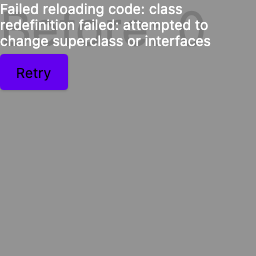 Failed reloading code: class
redefinition failed: attempted to
change superclass or interfaces
Retry